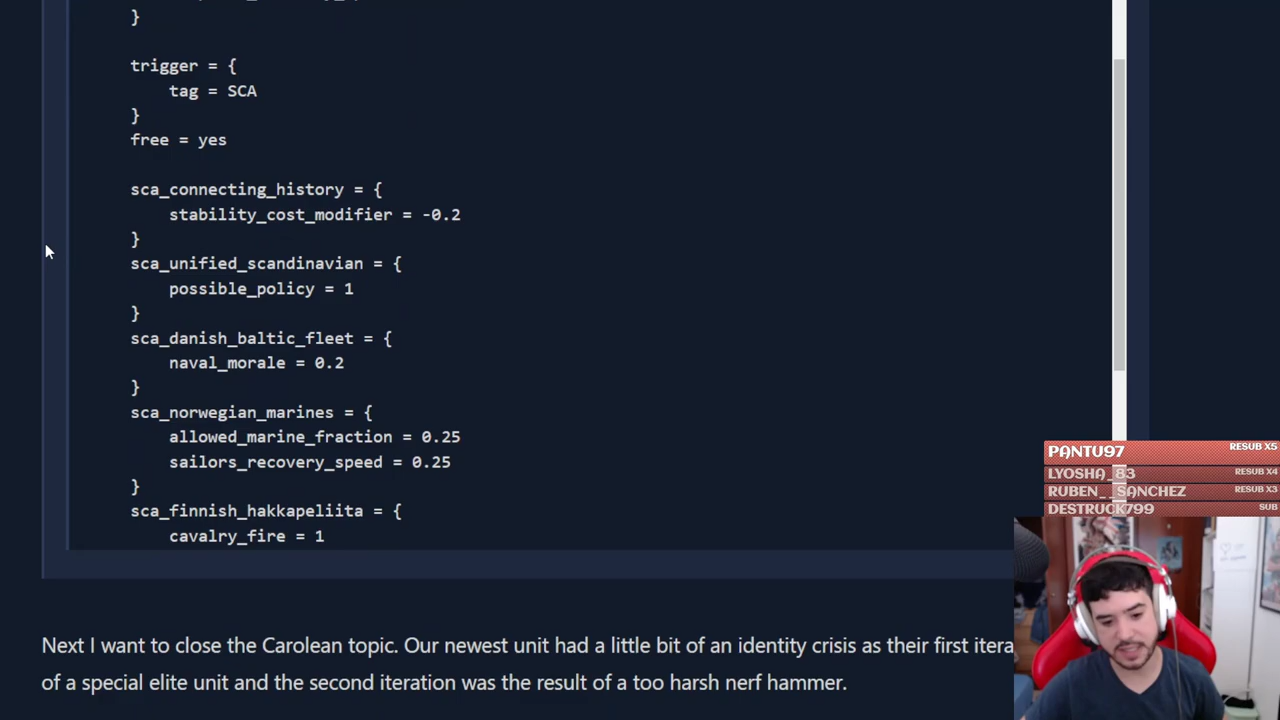 }
trigger = {
tag = SCA
}
free = yes
sca_connecting_history = {
stability_cost_modifier = -0.2
}
sca_unified_scandinavian = {
possible_policy = 1
}
sca_danish_baltic_fleet = {
naval_morale = 0.2
}
sca_norwegian_marines = {
allowed_marine_fraction = 0.25
sailors_recovery_speed = 0.25
}
sca_finnish_hakkapeliita = {
cavalry_fire = 1
PANTU97 RESUB X5
LYOSHA_83 RESUB X4
RUBEN__SANCHEZ RESUB X3
DESTRUCK799 SUB
Next I want to close the Carolean topic. Our newest unit had a little bit of an identity crisis as their first
of a special elite unit and the second iteration was the result of a too harsh nerf hammer.